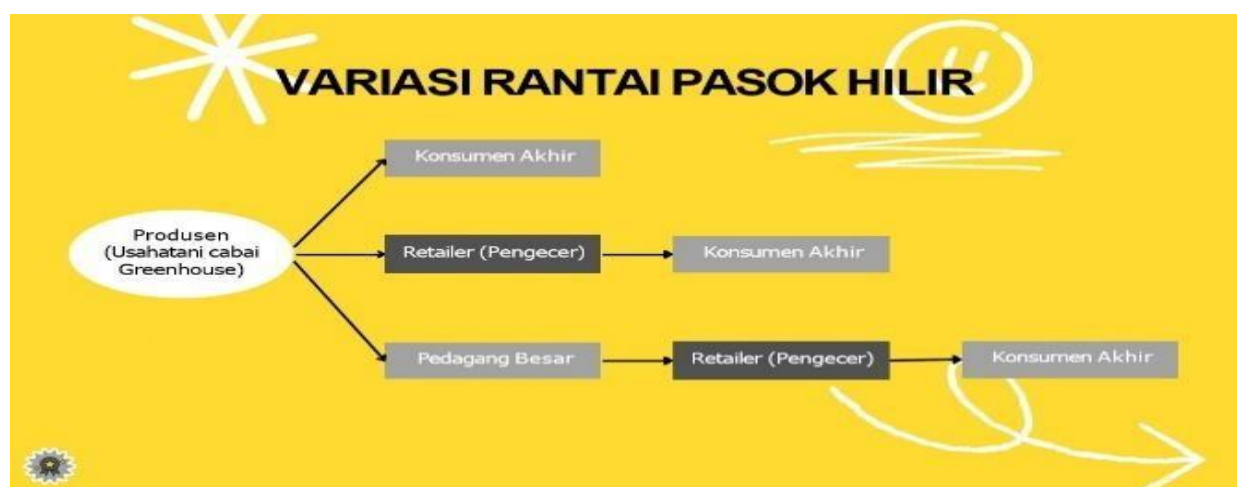 VARIASI RANTAI PASOK HILIR
Konsumen Akhir
Produsen
(Usahatani cabai
Greenhouse)
Retailer (Pengecer)
Konsumen Akhir
Pedagang Besar
Retailer (Pengecer)
Konsumen Akhir